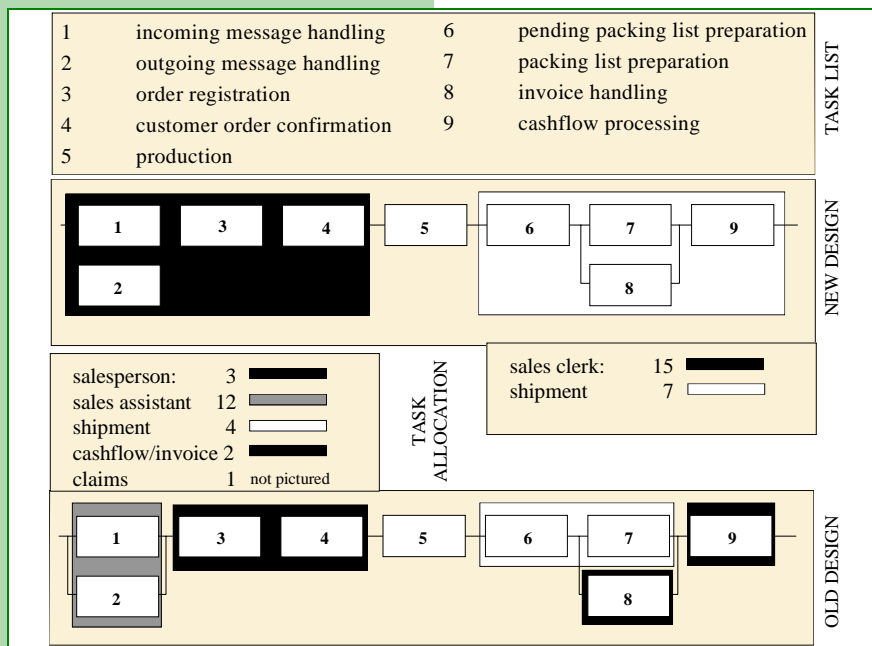 1 incoming message handling 6 pending packing list preparation
2 outgoing message handling 7 packing list preparation
3 order registration 8 invoice handling
4 customer order confirmation 9 cashflow processing
5 production
TASK LIST
1 3 4 5 6 7 9
2 8
NEW DESIGN
salesperson: 3
sales assistant 12
shipment 4
cashflow/invoice 2
claims 1 not pictured
TASK
ALLOCATION
sales clerk: 15
shipment 7
1 3 4 5 6 7 9
2 8
OLD DESIGN